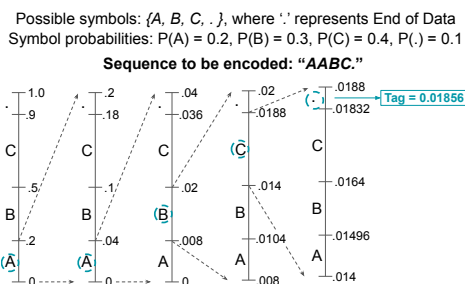 Possible symbols: {A, B, C, . }, where ‘.’ represents End of Data
Symbol probabilities: P(A) = 0.2, P(B) = 0.3, P(C) = 0.4, P(.) = 0.1
Sequence to be encoded: “AABC.”
. 1.0 . .2 . .04 . .02 . .0188 Tag = 0.01856
.9 .18 .036 .0188 .01832
C C C C C
.5 .1 .02 .014 .0164
B B B B B
.2 .04 .008 .0104 .01496
A A A A A
0 0 0 .008 .014